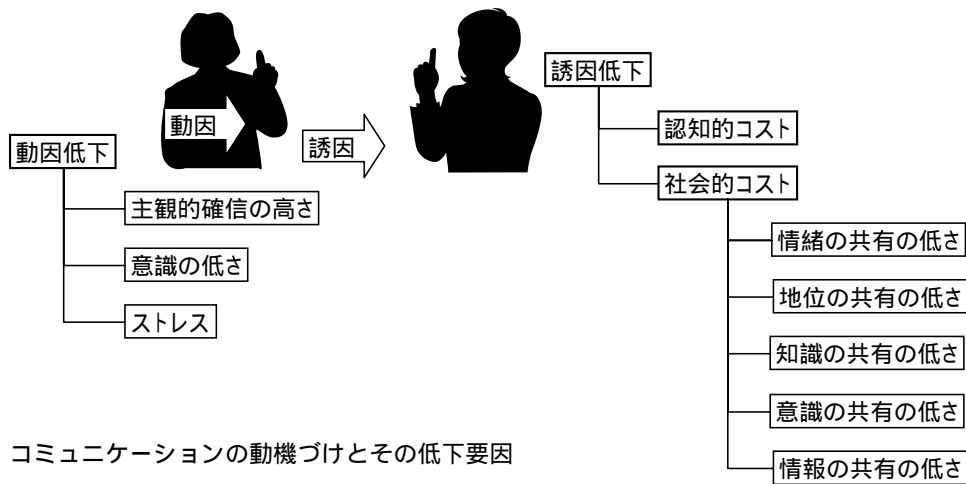 動因
誘因
動因低下
主観的確信の高さ
意識の低さ
ストレス
誘因低下
認知的コスト
社会的コスト
情緒の共有の低さ
地位の共有の低さ
知識の共有の低さ
意識の共有の低さ
情報の共有の低さ
コミュニケーションの動機づけとその低下要因